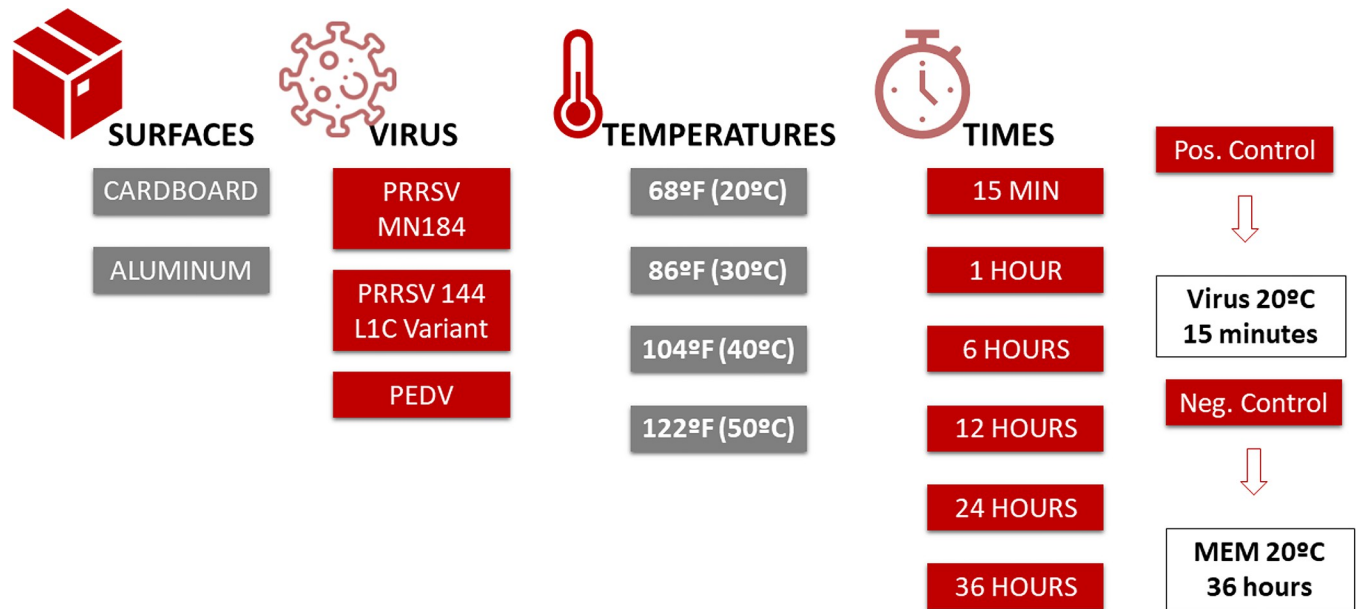 SURFACES
CARDBOARD
ALUMINUM
VIRUS
PRRSV
MN184
PRRSV 144
L1C Variant
PEDV
TEMPERATURES
68ºF (20ºC)
86ºF (30ºC)
104ºF (40ºC)
122ºF (50ºC)
TIMES
15 MIN
1 HOUR
6 HOURS
12 HOURS
24 HOURS
36 HOURS
Pos. Control
Virus 20ºC
15 minutes
Neg. Control
MEM 20ºC
36 hours